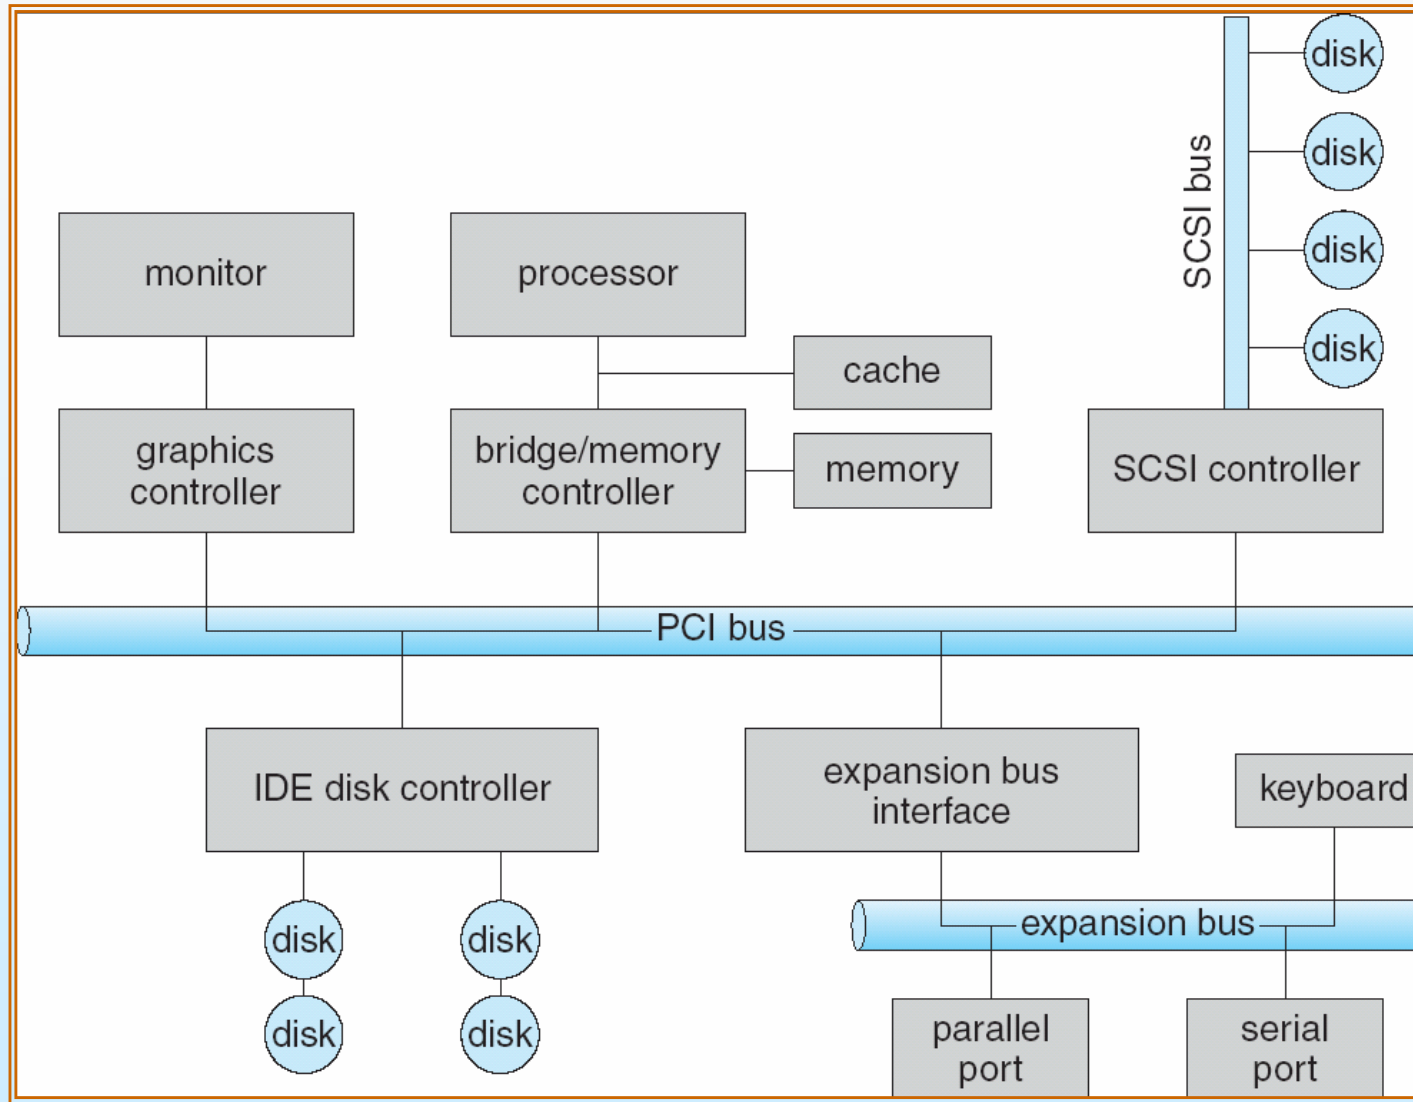 disk
disk
disk
disk
SCSI bus
monitor
processor
cache
graphics
controller
bridge/memory
controller
memory
SCSI controller
PCI bus
IDE disk controller
expansion bus
interface
keyboard
disk
disk
expansion bus
disk
disk
parallel
port
serial
port